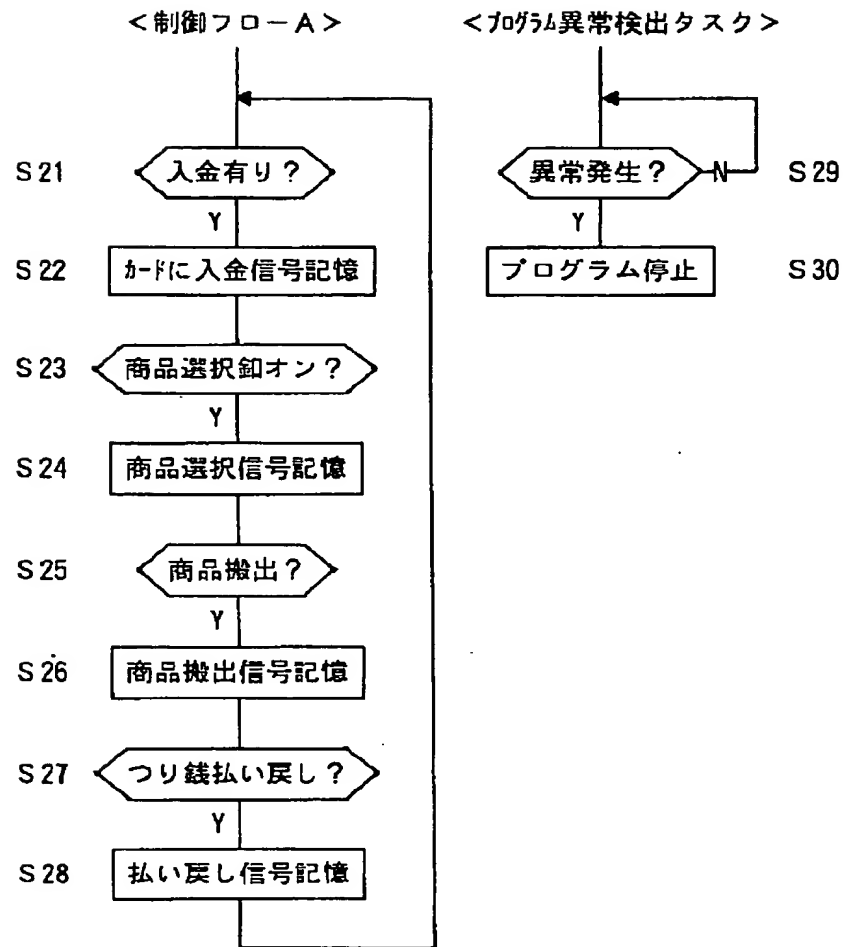 ＜制御フローA＞
S21 入金有り？
Y
S22 ｶｰﾄﾞに入金信号記憶
S23 商品選択釦オン？
Y
S24 商品選択信号記憶
S25 商品搬出？
Y
S26 商品搬出信号記憶
S27 つり銭払い戻し？
Y
S28 払い戻し信号記憶
＜ﾌﾟﾛｸﾞﾗﾑ異常検出タスク＞
異常発生？ N S29
Y
プログラム停止 S30